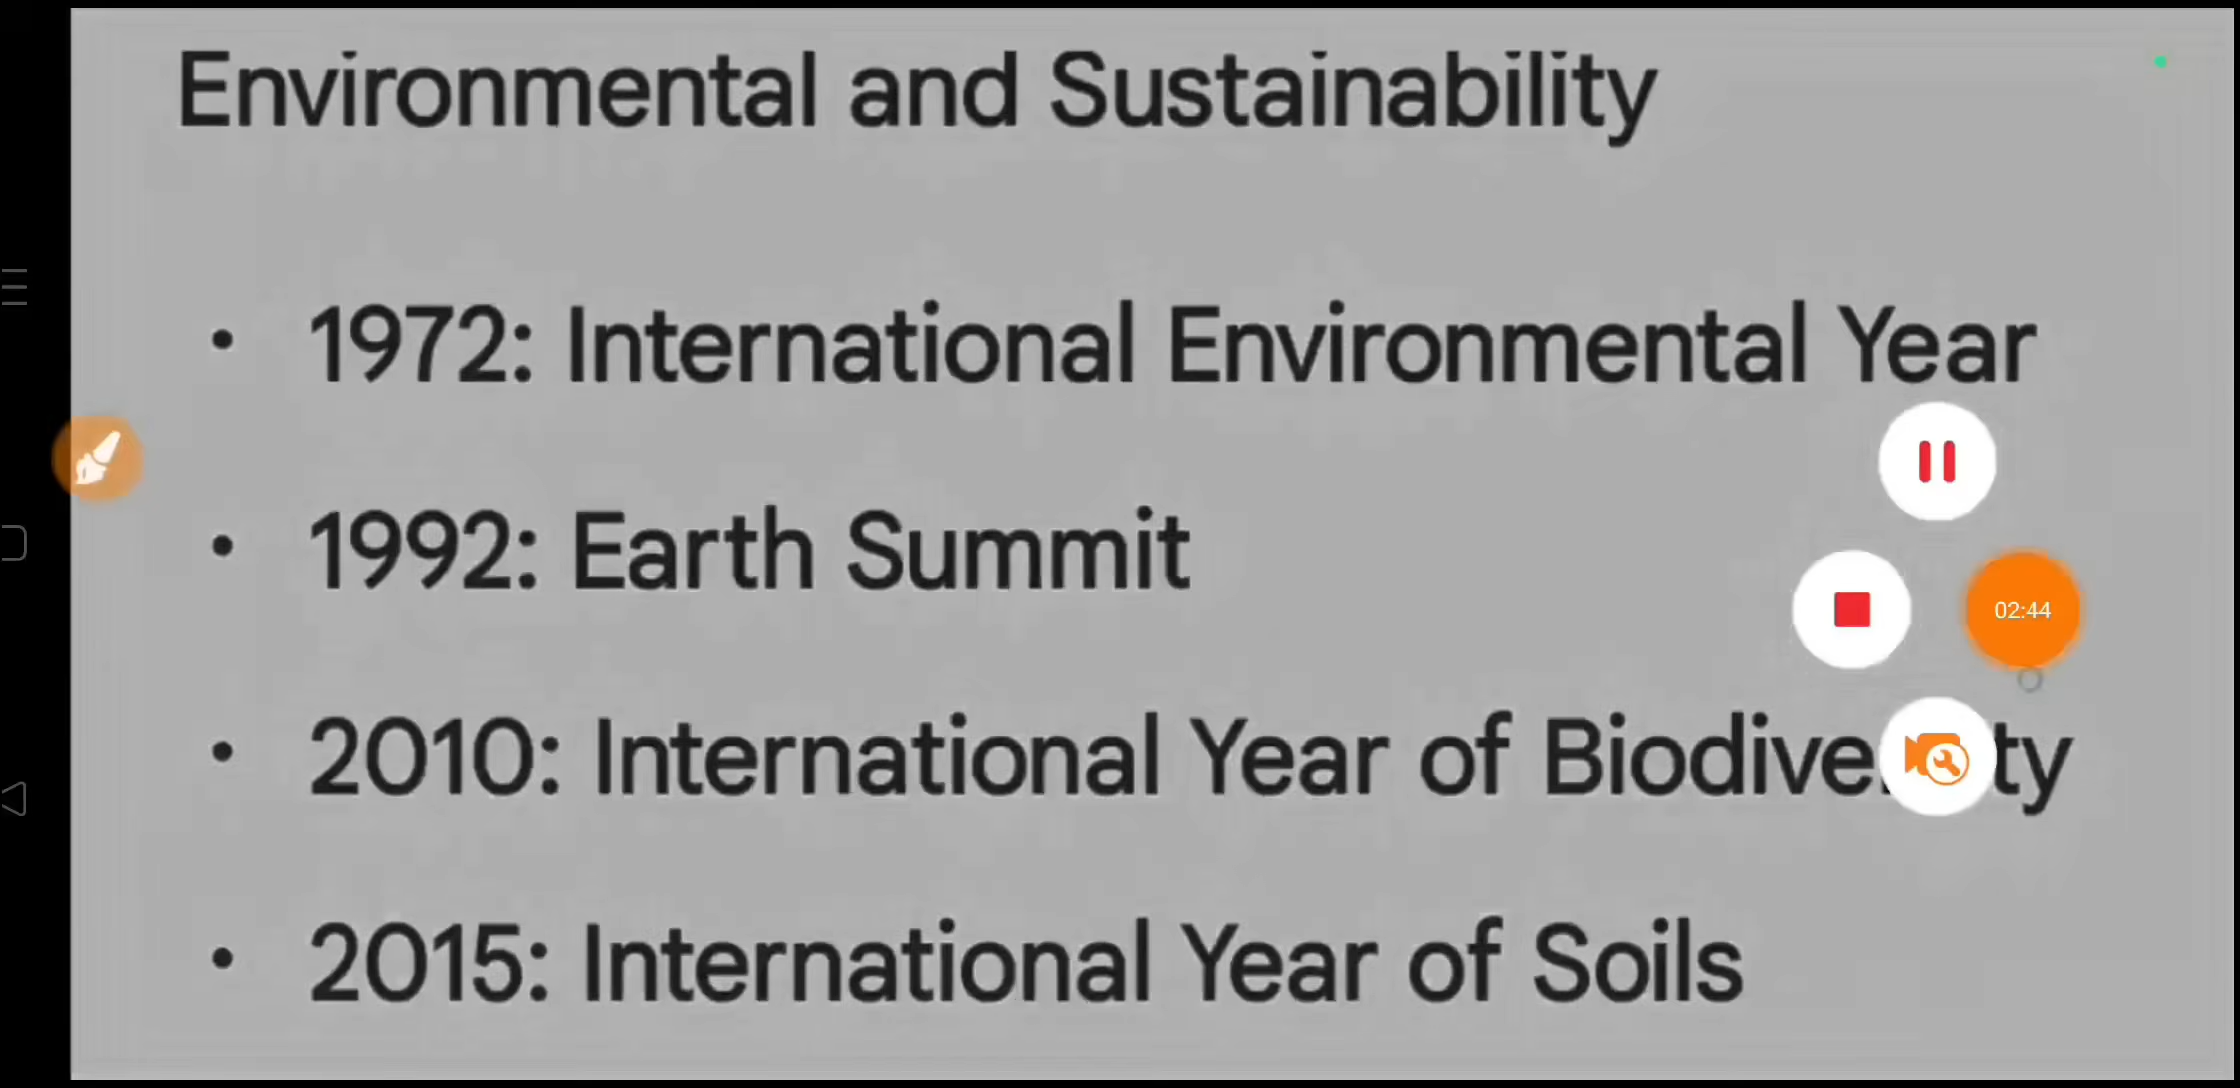 Environmental and Sustainability
• 1972: International Environmental Year
• 1992: Earth Summit
02:44
• 2010: International Year of
• 2015: International Year of Soils